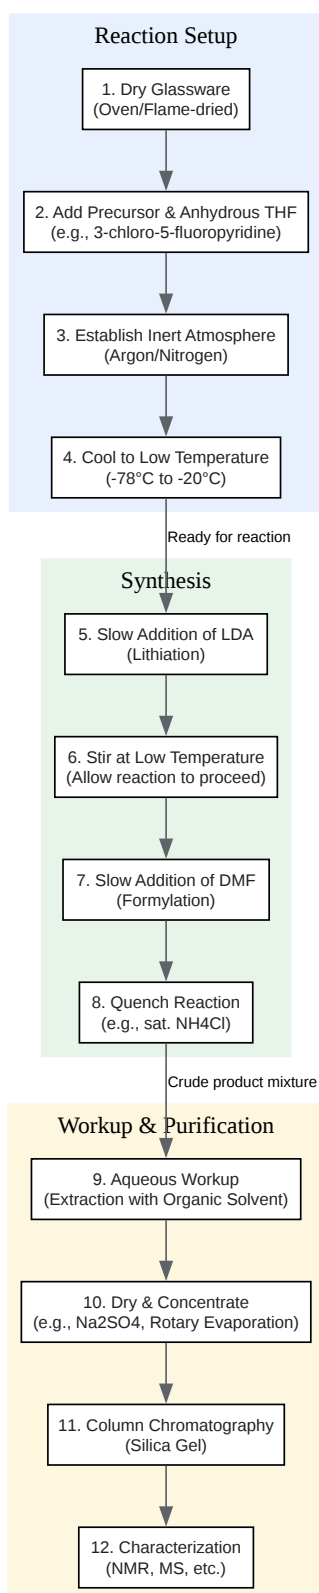 Reaction Setup
1. Dry Glassware
(Oven/Flame-dried)
2. Add Precursor & Anhydrous THF
(e.g., 3-chloro-5-fluoropyridine)
3. Establish Inert Atmosphere
(Argon/Nitrogen)
4. Cool to Low Temperature
(-78°C to -20°C)
Ready for reaction
Synthesis
5. Slow Addition of LDA
(Lithiation)
6. Stir at Low Temperature
(Allow reaction to proceed)
7. Slow Addition of DMF
(Formylation)
8. Quench Reaction
(e.g., sat. NH4Cl)
Crude product mixture
Workup & Purification
9. Aqueous Workup
(Extraction with Organic Solvent)
10. Dry & Concentrate
(e.g., Na2SO4, Rotary Evaporation)
11. Column Chromatography
(Silica Gel)
12. Characterization
(NMR, MS, etc.)